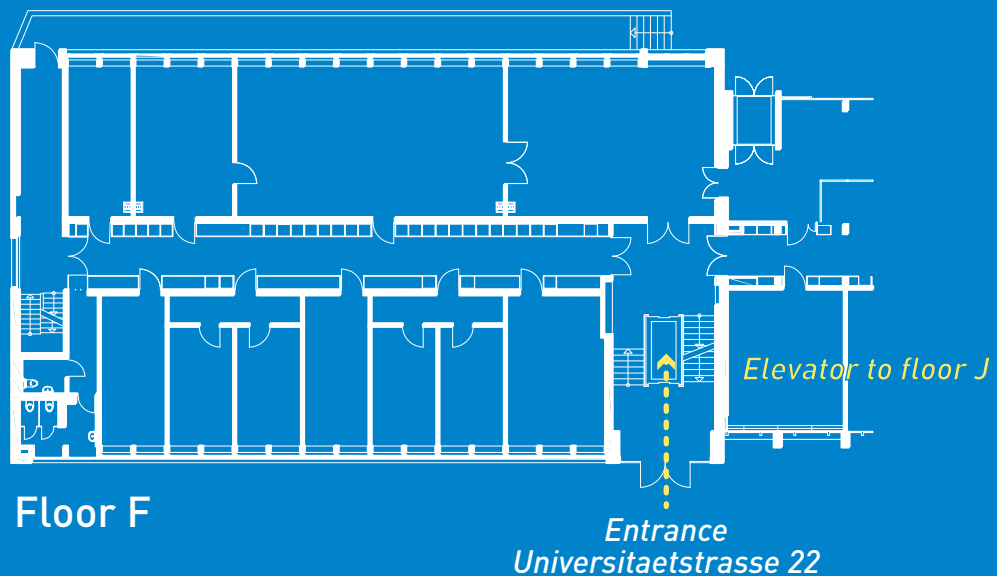 Elevator to floor J
Floor F
Entrance
Universitaetstrasse 22